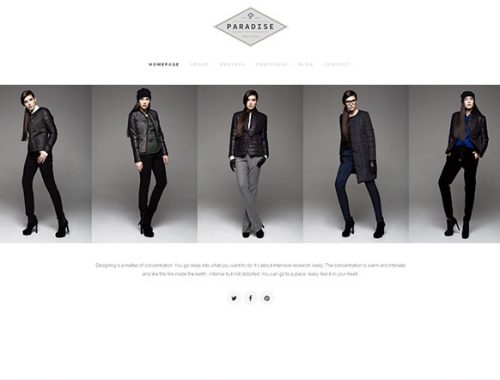 PARADISE
HOMEPAGE ABOUT PROCESS PORTFOLIO BLOG CONTACT
Designing is a matter of concentration. You go deep into what you want to do. It's about intensive research, really. The concentration is warm and intimate
and like the fire inside the earth - intense but not distorted. You can go to a place, really feel it in your heart.